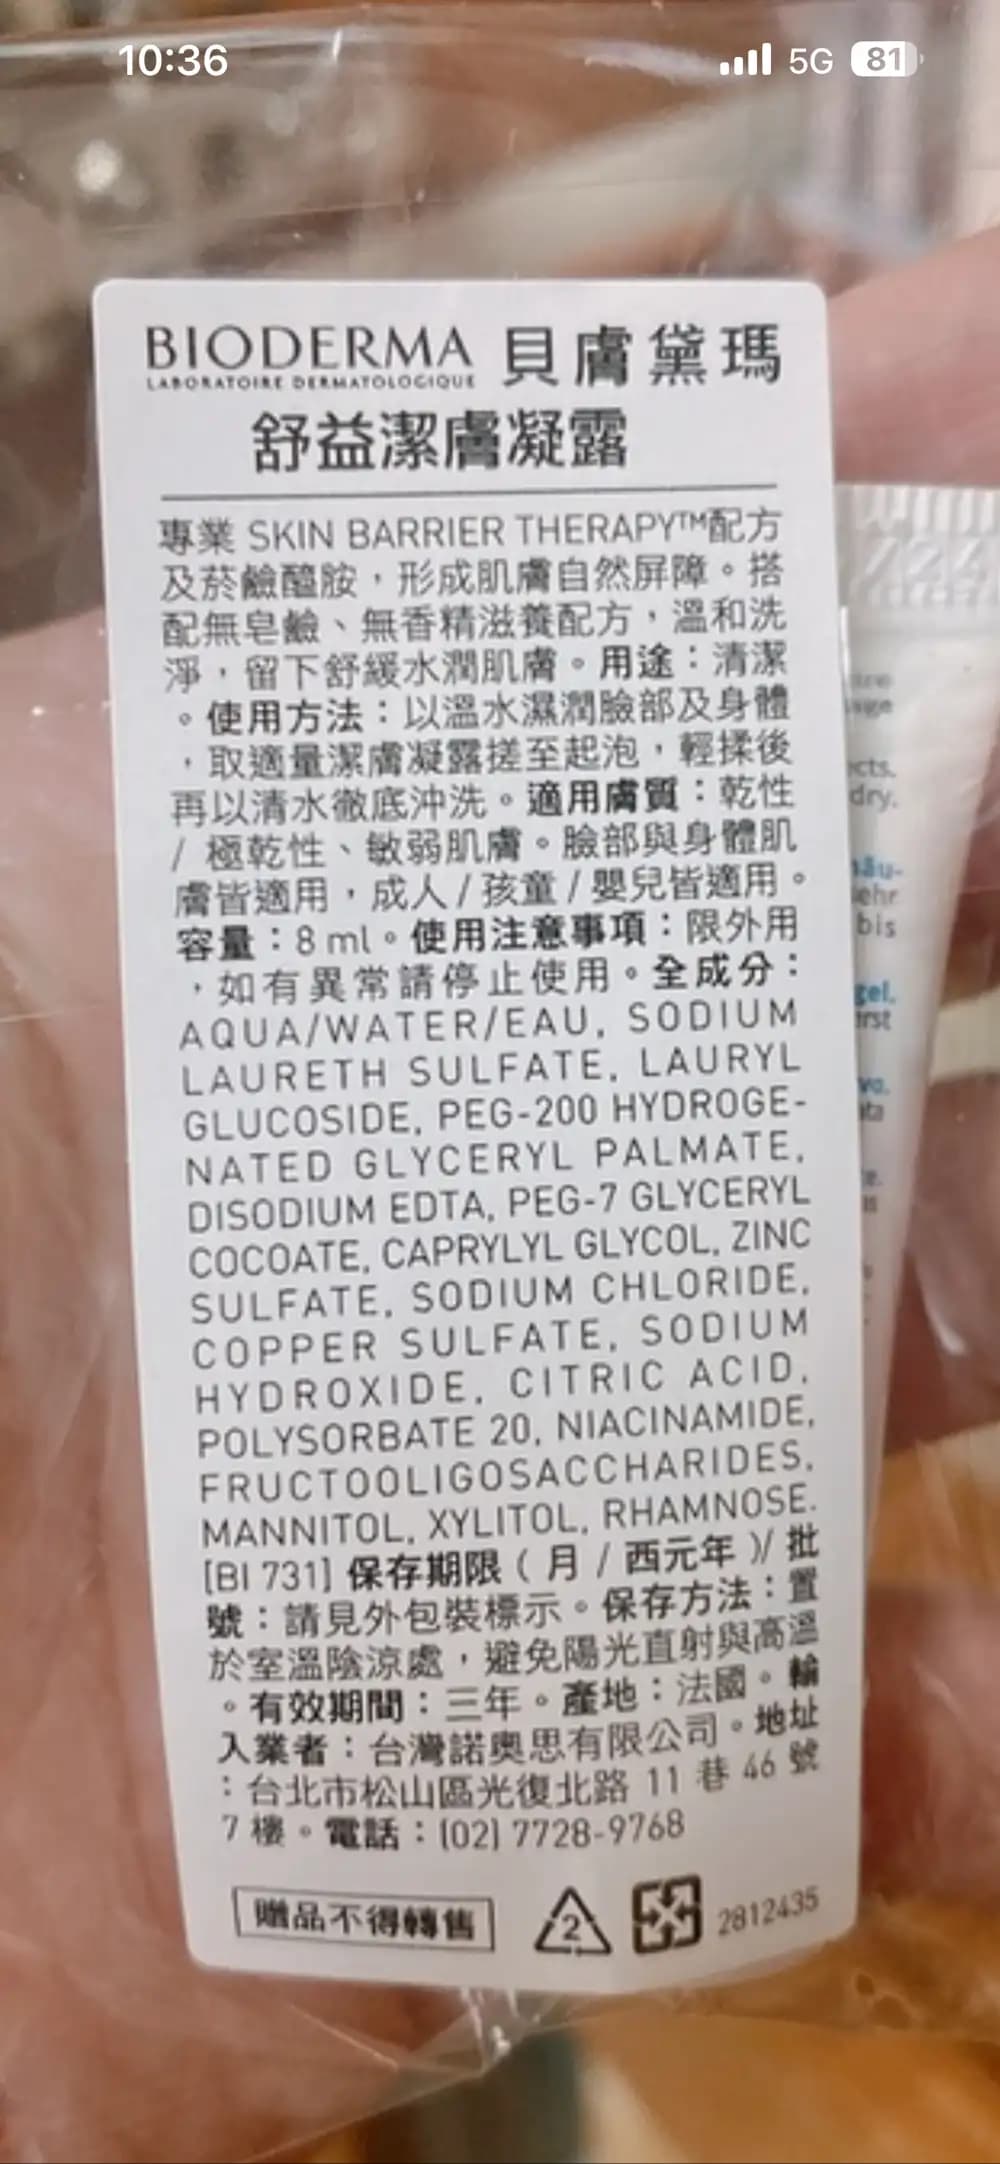 10:36 5G 81
BIODERMA 貝膚黛瑪
LABORATOIRE DERMATOLOGIQUE
舒益潔膚凝露
專業 SKIN BARRIER THERAPY™配方
及菸鹼醯胺，形成肌膚自然屏障。搭
配無皂鹼、無香精滋養配方，溫和洗
淨，留下舒緩水潤肌膚。用途：清潔
。使用方法：以溫水濕潤臉部及身體
，取適量潔膚凝露搓至起泡，輕揉後
再以清水徹底沖洗。適用膚質：乾性
/ 極乾性、敏弱肌膚。臉部與身體肌
膚皆適用，成人/孩童/嬰兒皆適用。
容量：8 ml。使用注意事項：限外用
，如有異常請停止使用。全成分：
AQUA/WATER/EAU, SODIUM
LAURETH SULFATE, LAURYL
GLUCOSIDE, PEG-200 HYDROGE-
NATED GLYCERYL PALMATE,
DISODIUM EDTA, PEG-7 GLYCERYL
COCOATE, CAPRYLYL GLYCOL, ZINC
SULFATE, SODIUM CHLORIDE,
COPPER SULFATE, SODIUM
HYDROXIDE, CITRIC ACID,
POLYSORBATE 20, NIACINAMIDE,
FRUCTOOLIGOSACCHARIDES,
MANNITOL, XYLITOL, RHAMNOSE.
[BI 731] 保存期限（月/西元年）/ 批
號：請見外包裝標示。保存方法：置
於室溫陰涼處，避免陽光直射與高溫
。有效期間：三年。產地：法國。輸
入業者：台灣諾奧思有限公司。地址
：台北市松山區光復北路 11 巷 46 號
7 樓。電話：(02) 7728-9768
贈品不得轉售 2 2812435
cts.
dry.
bis
gel.